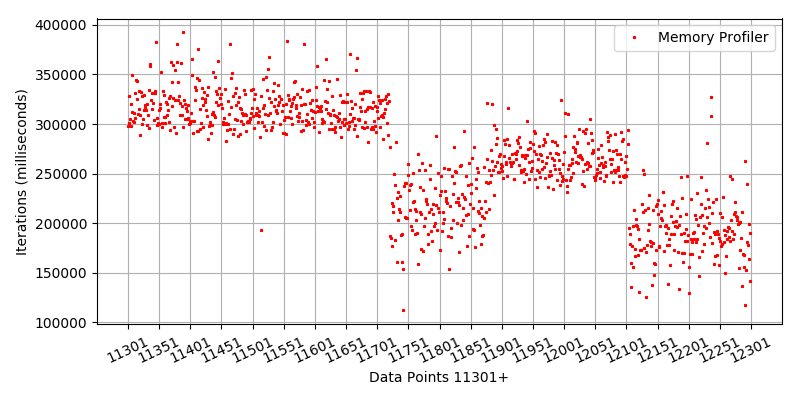 400000
350000
300000
250000
200000
150000
100000
Iterations (milliseconds)
Memory Profiler
11301 11351 11401 11451 11501 11551 11601 11651 11701 11751 11801 11851 11901 11951 12001 12051 12101 12151 12201 12251 12301
Data Points 11301+